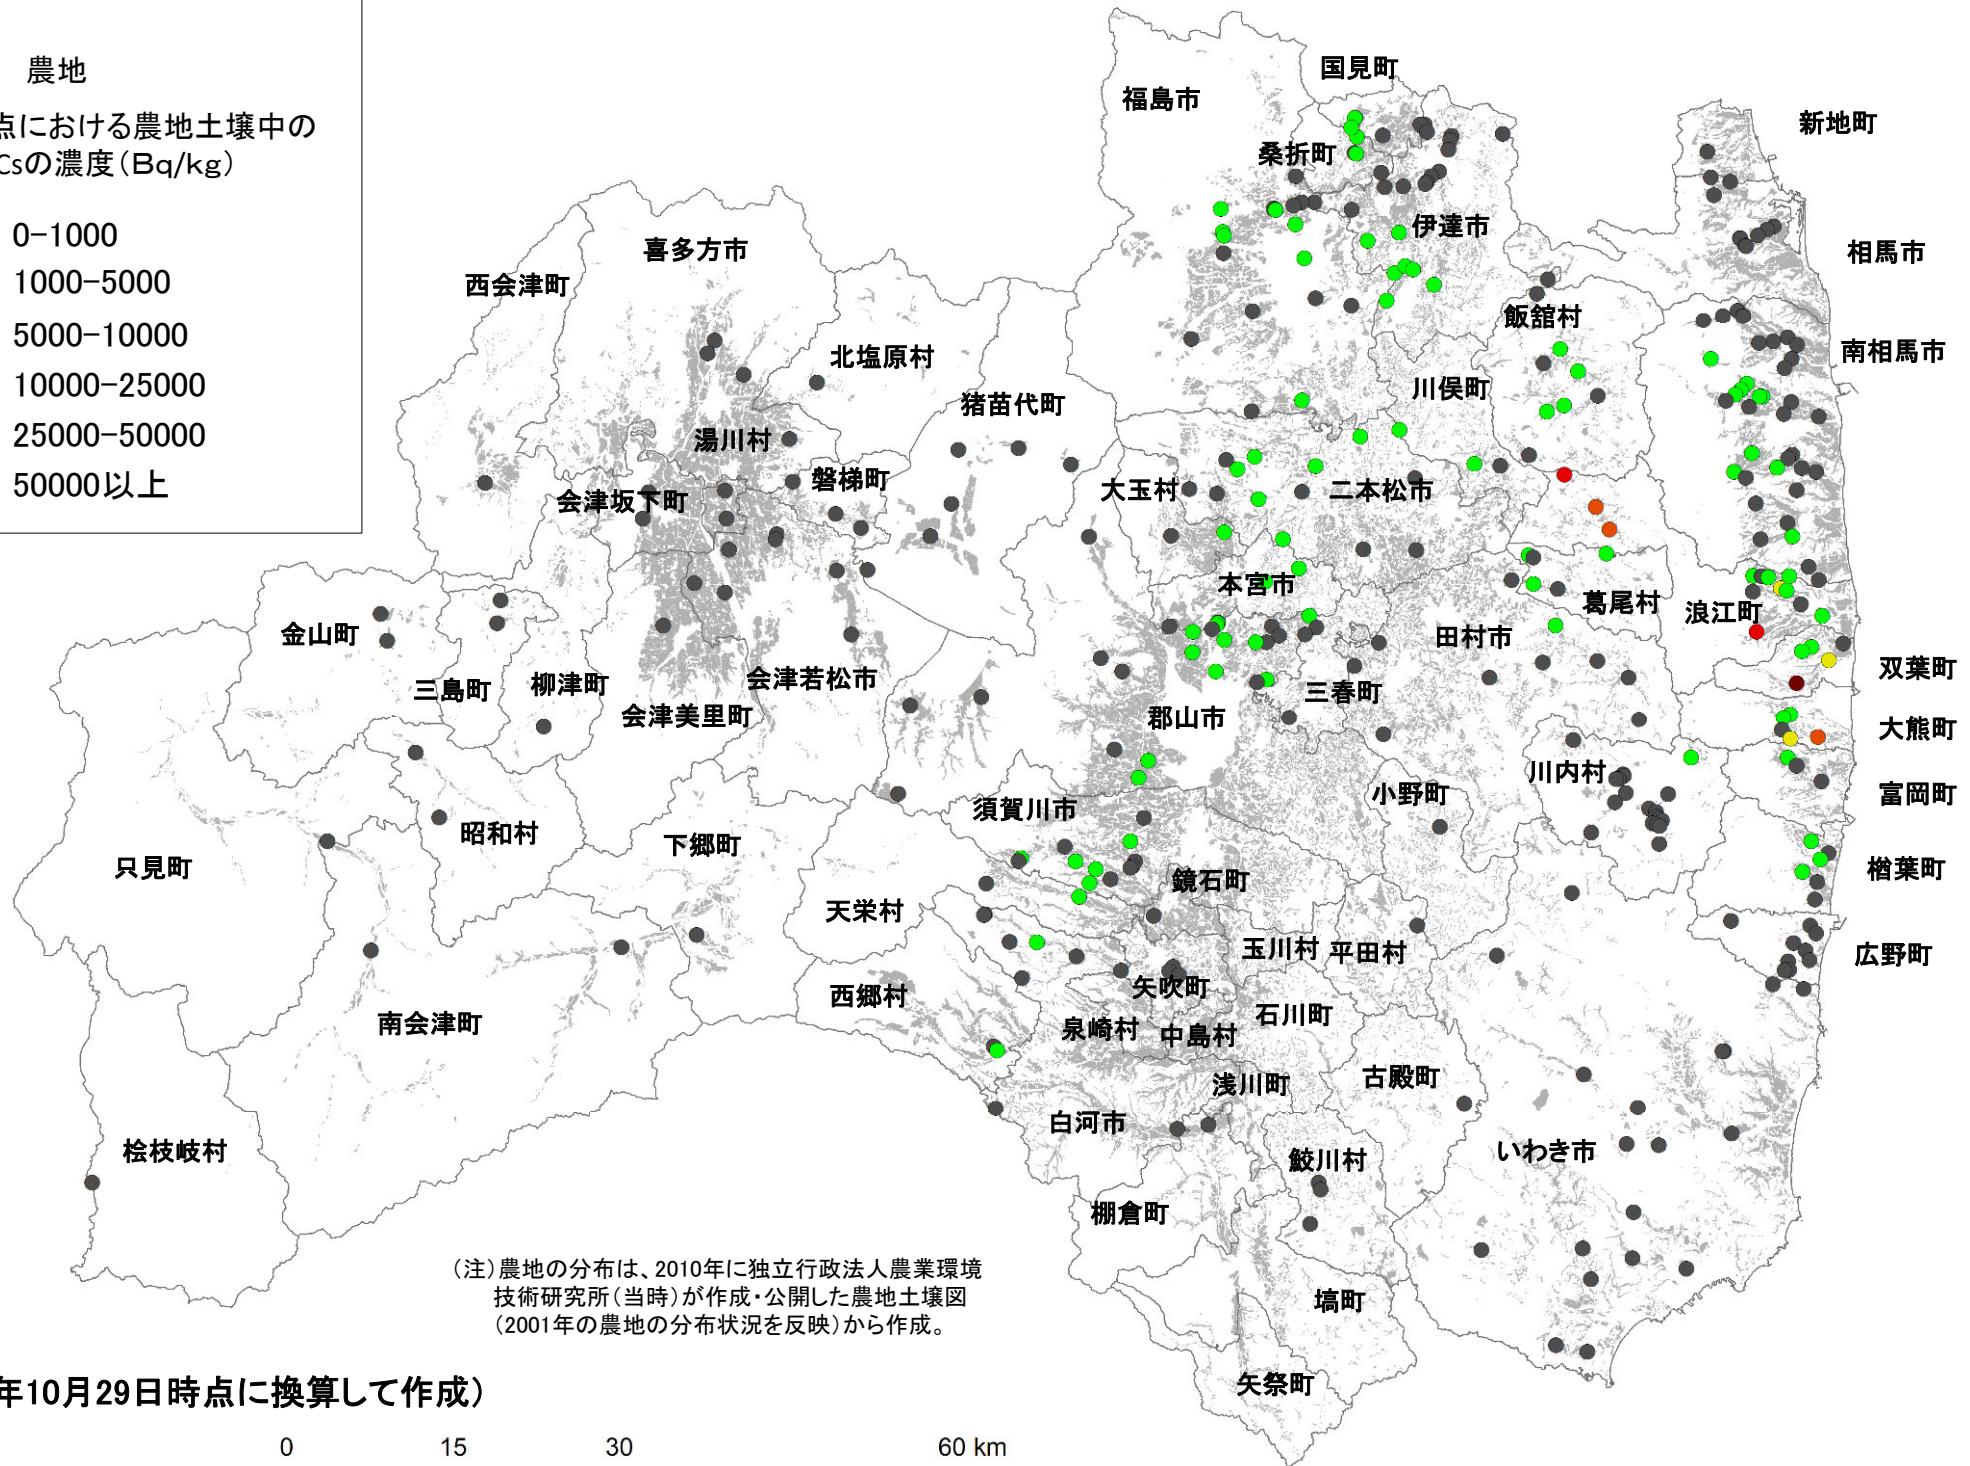 農地
点における農地土壌中の
Csの濃度(Bq/kg)
0-1000
1000-5000
5000-10000
10000-25000
25000-50000
50000以上
国見町
福島市
新地町
桑折町
伊達市
喜多方市
相馬市
西会津町
飯舘村
南相馬市
北塩原村
川俣町
猪苗代町
湯川村
磐梯町
大玉村
二本松市
会津坂下町
本宮市
葛尾村
浪江町
金山町
田村市
双葉町
会津若松市
三島町
柳津町
三春町
会津美里町
郡山市
大熊町
川内村
富岡町
小野町
須賀川市
昭和村
下郷町
只見町
楢葉町
鏡石町
天栄村
玉川村
平田村
広野町
矢吹町
西郷村
石川町
南会津町
泉崎村
中島村
古殿町
浅川町
白河市
いわき市
桧枝岐村
鮫川村
棚倉町
(注)農地の分布は、2010年に独立行政法人農業環境
技術研究所(当時)が作成・公開した農地土壌図
(2001年の農地の分布状況を反映)から作成。
塙町
矢祭町
年10月29日時点に換算して作成)
0 15 30 60 km